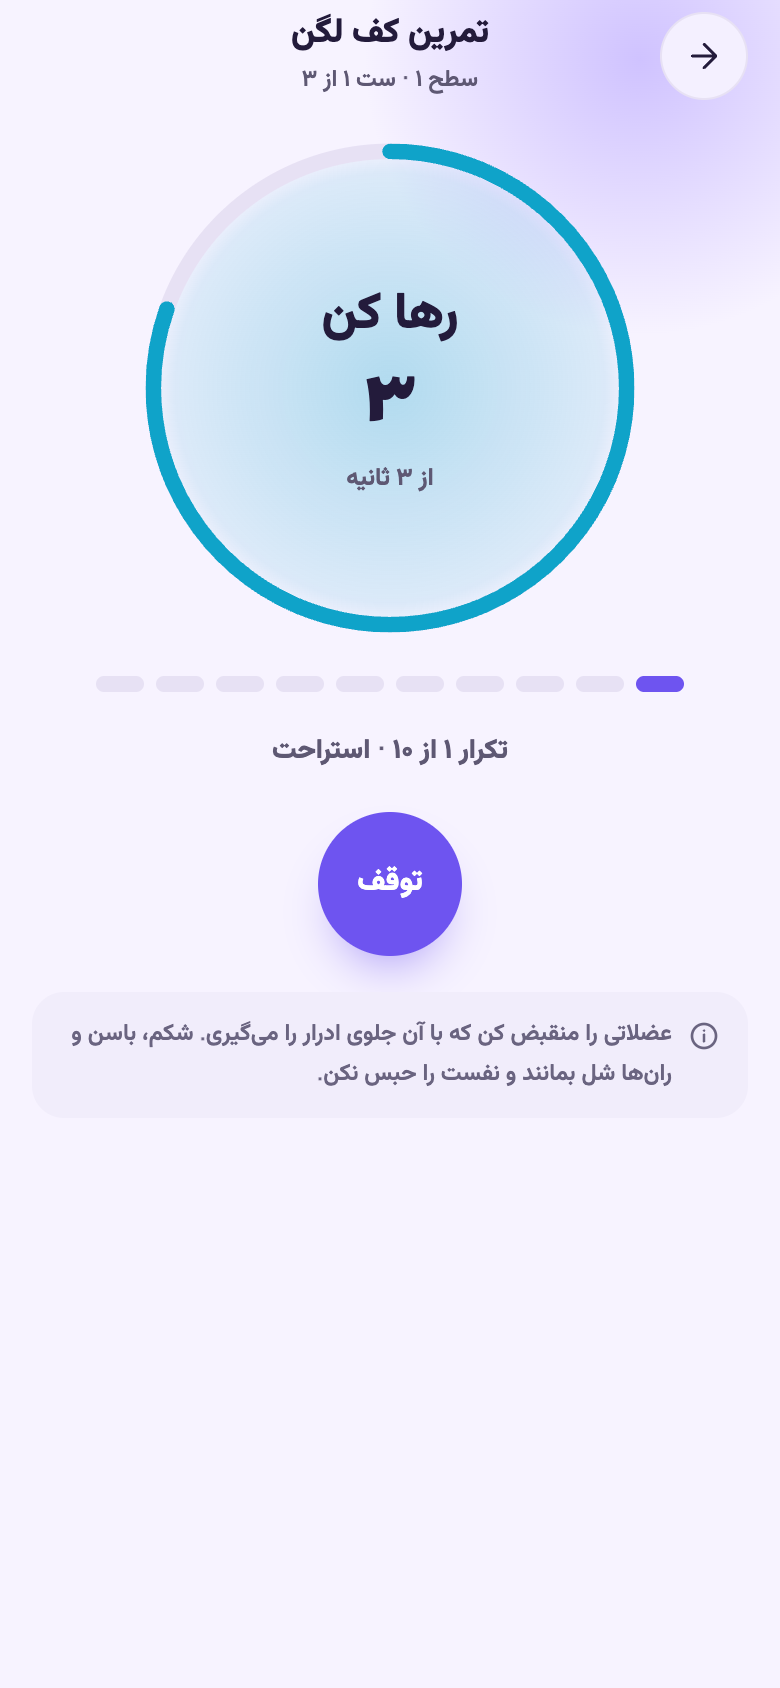 تمرین کف لگن
سطح ۱ · ست ۱ از ۳
رها کن
۳
از ۳ ثانیه
تکرار ۱ از ۱۰ · استراحت
توقف
عضلاتی را منقبض کن که با آن جلوی ادرار را می‌گیری. شکم، باسن و
ران‌ها شل بمانند و نفست را حبس نکن.